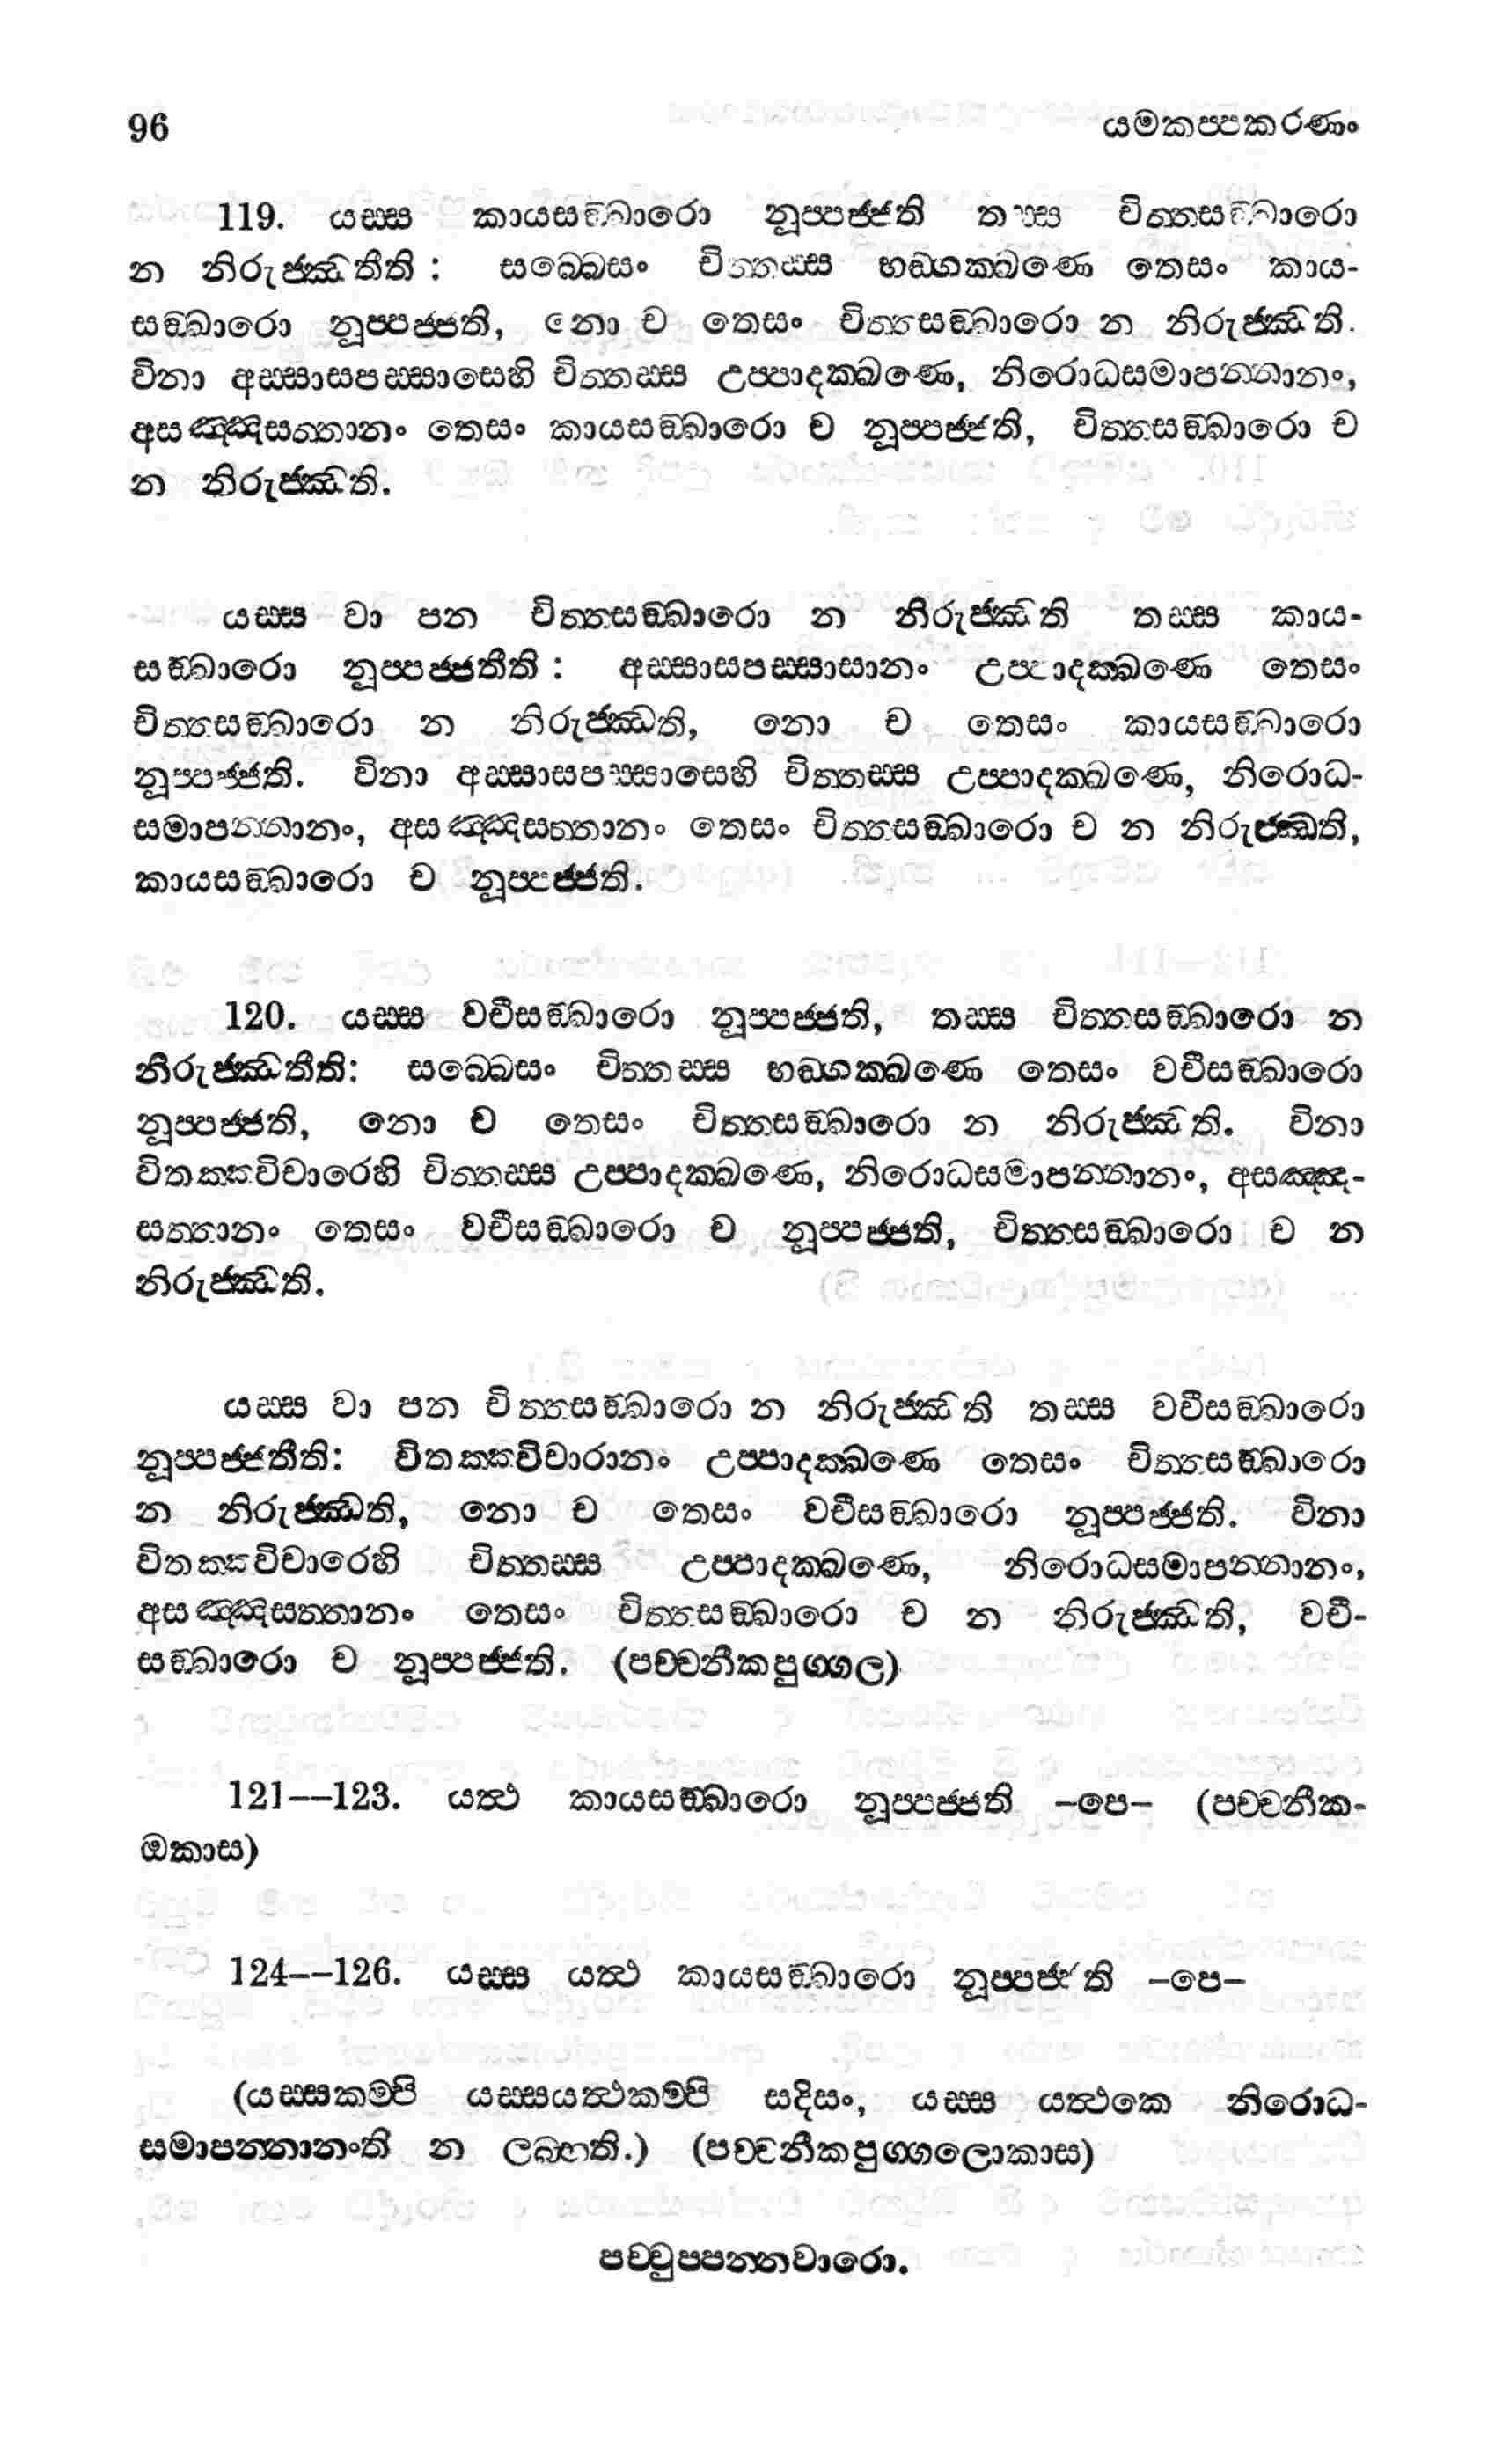 96 යමකප්පකරණං
119. යස්ස කායසඞ්ඛාරො නූප්පජ්ජති තස්ස චිත්තසඞ්ඛාරො
න නිරුජ්ඣතීති : සබ්බෙසං චිත්තස්ස භඞ්ගක්ඛණෙ තෙසං කාය-
සඞ්ඛාරො නූප්පජ්ජති, නො ච තෙසං චිත්තසඞ්ඛාරො න නිරුජ්ඣති.
විනා අස්සාසපස්සාසෙහි චිත්තස්ස උප්පාදක්ඛණෙ, නිරොධසමාපන්නානං,
අසඤ්ඤසත්තානං තෙසං කායසඞ්ඛාරො ච නූප්පජ්ජති, චිත්තසඞ්ඛාරො ච
න නිරුජ්ඣති.
යස්ස වා පන චිත්තසඞ්ඛාරො න නිරුජ්ඣති තස්ස කාය-
සඞ්ඛාරො නූප්පජ්ජතීති : අස්සාසපස්සාසානං උප්පාදක්ඛණෙ තෙසං
චිත්තසඞ්ඛාරො න නිරුජ්ඣති, නො ච තෙසං කායසඞ්ඛාරො
නූප්පජ්ජති. විනා අස්සාසපස්සාසෙහි චිත්තස්ස උප්පාදක්ඛණෙ, නිරොධ-
සමාපන්නානං, අසඤ්ඤසත්තානං තෙසං චිත්තසඞ්ඛාරො ච න නිරුජ්ඣති,
කායසඞ්ඛාරො ච නූප්පජ්ජති.
120. යස්ස වචීසඞ්ඛාරො නූප්පජ්ජති, තස්ස චිත්තසඞ්ඛාරො න
නිරුජ්ඣතීති: සබ්බෙසං චිත්තස්ස භඞ්ගක්ඛණෙ තෙසං වචීසඞ්ඛාරො
නූප්පජ්ජති, නො ච තෙසං චිත්තසඞ්ඛාරො න නිරුජ්ඣති. විනා
විතක්කවිචාරෙහි චිත්තස්ස උප්පාදක්ඛණෙ, නිරොධසමාපන්නානං, අසඤ්ඤ-
සත්තානං තෙසං වචීසඞ්ඛාරො ච නූප්පජ්ජති, චිත්තසඞ්ඛාරො ච න
නිරුජ්ඣති.
යස්ස වා පන චිත්තසඞ්ඛාරො න නිරුජ්ඣති තස්ස වචීසඞ්ඛාරො
නූප්පජ්ජතීති: විතක්කවිචාරානං උප්පාදක්ඛණෙ තෙසං චිත්තසඞ්ඛාරො
න නිරුජ්ඣති, නො ච තෙසං වචීසඞ්ඛාරො නූප්පජ්ජති. විනා
විතක්කවිචාරෙහි චිත්තස්ස උප්පාදක්ඛණෙ, නිරොධසමාපන්නානං,
අසඤ්ඤසත්තානං තෙසං චිත්තසඞ්ඛාරො ච න නිරුජ්ඣති, වචී-
සඞ්ඛාරො ච නූප්පජ්ජති. (පච්චනීකපුග්ගල)
121--123. යත්ථ කායසඞ්ඛාරො නූප්පජ්ජති -පෙ- (පච්චනීක-
ඔකාස)
124--126. යස්ස යත්ථ කායසඞ්ඛාරො නූප්පජ්ජති -පෙ-
(යස්සකම්පි යස්සයත්ථකම්පි සදිසං, යස්ස යත්ථකෙ නිරොධ-
සමාපන්නානංති න ලබ්භති.) (පච්චනීකපුග්ගලොකාස)
පච්චුප්පන්නවාරො.